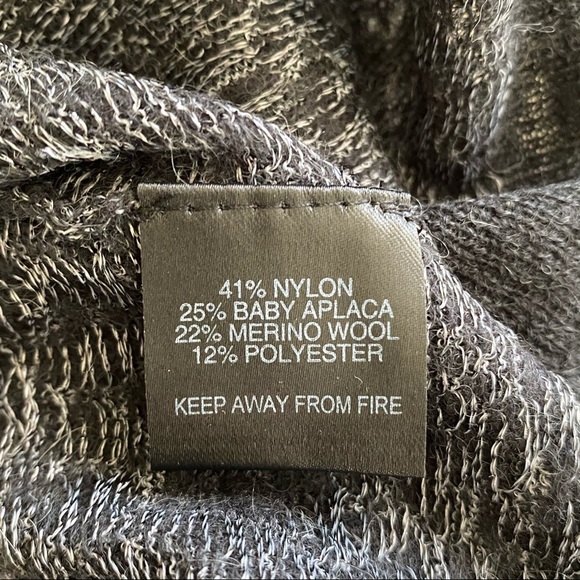 41% NYLON
25% BABY APLACA
22% MERINO WOOL
12% POLYESTER
KEEP AWAY FROM FIRE